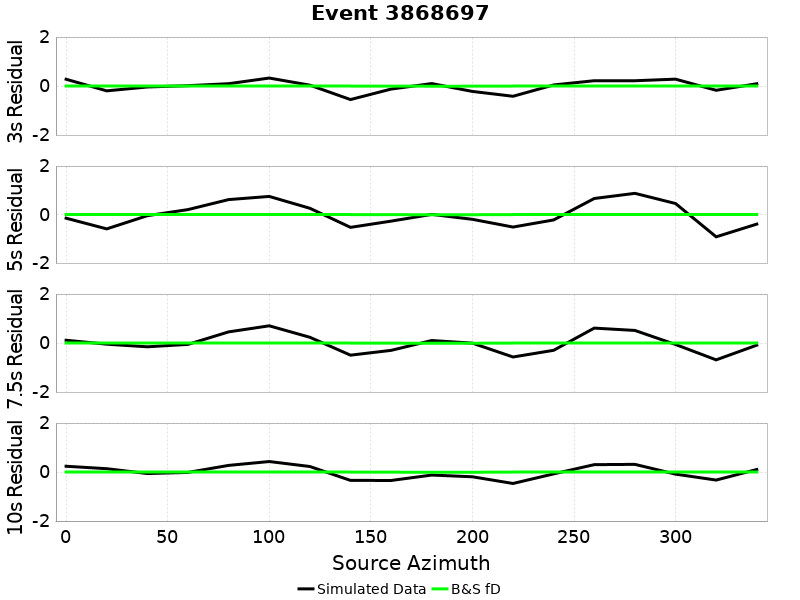 Event 3868697
3s Residual
2
0
-2
5s Residual
2
0
-2
7.5s Residual
2
0
-2
10s Residual
2
0
-2
0 50 100 150 200 250 300
Source Azimuth
Simulated Data B&S fD